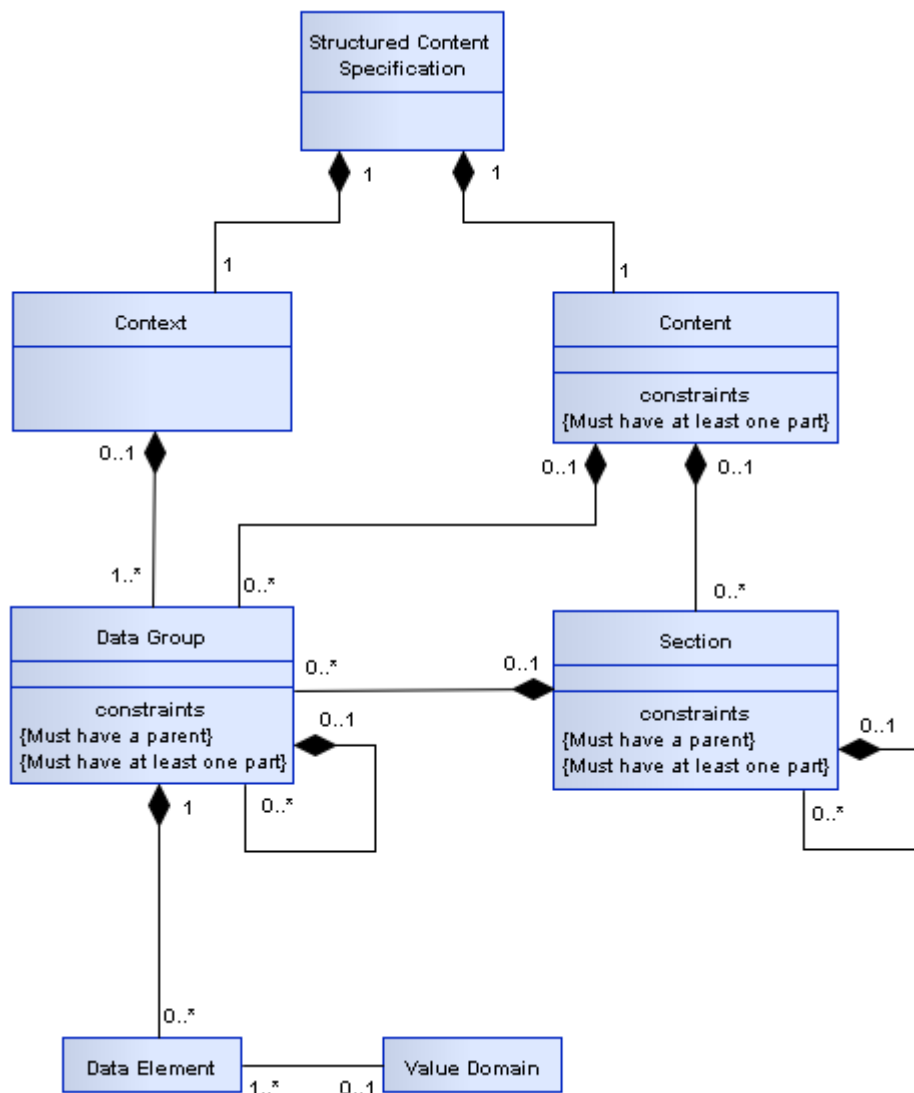 Structured Content
Specification
1
1
1
1
Context
Content
constraints
{Must have at least one part}
0..1
0..1
0..1
1..*
0..*
0..*
Data Group
Section
0..*
0..1
constraints
{Must have a parent}
{Must have at least one part}
0..1
constraints
{Must have a parent}
{Must have at least one part}
0..1
1
0..*
0..*
0..*
Data Element
Value Domain
1..*
0..1